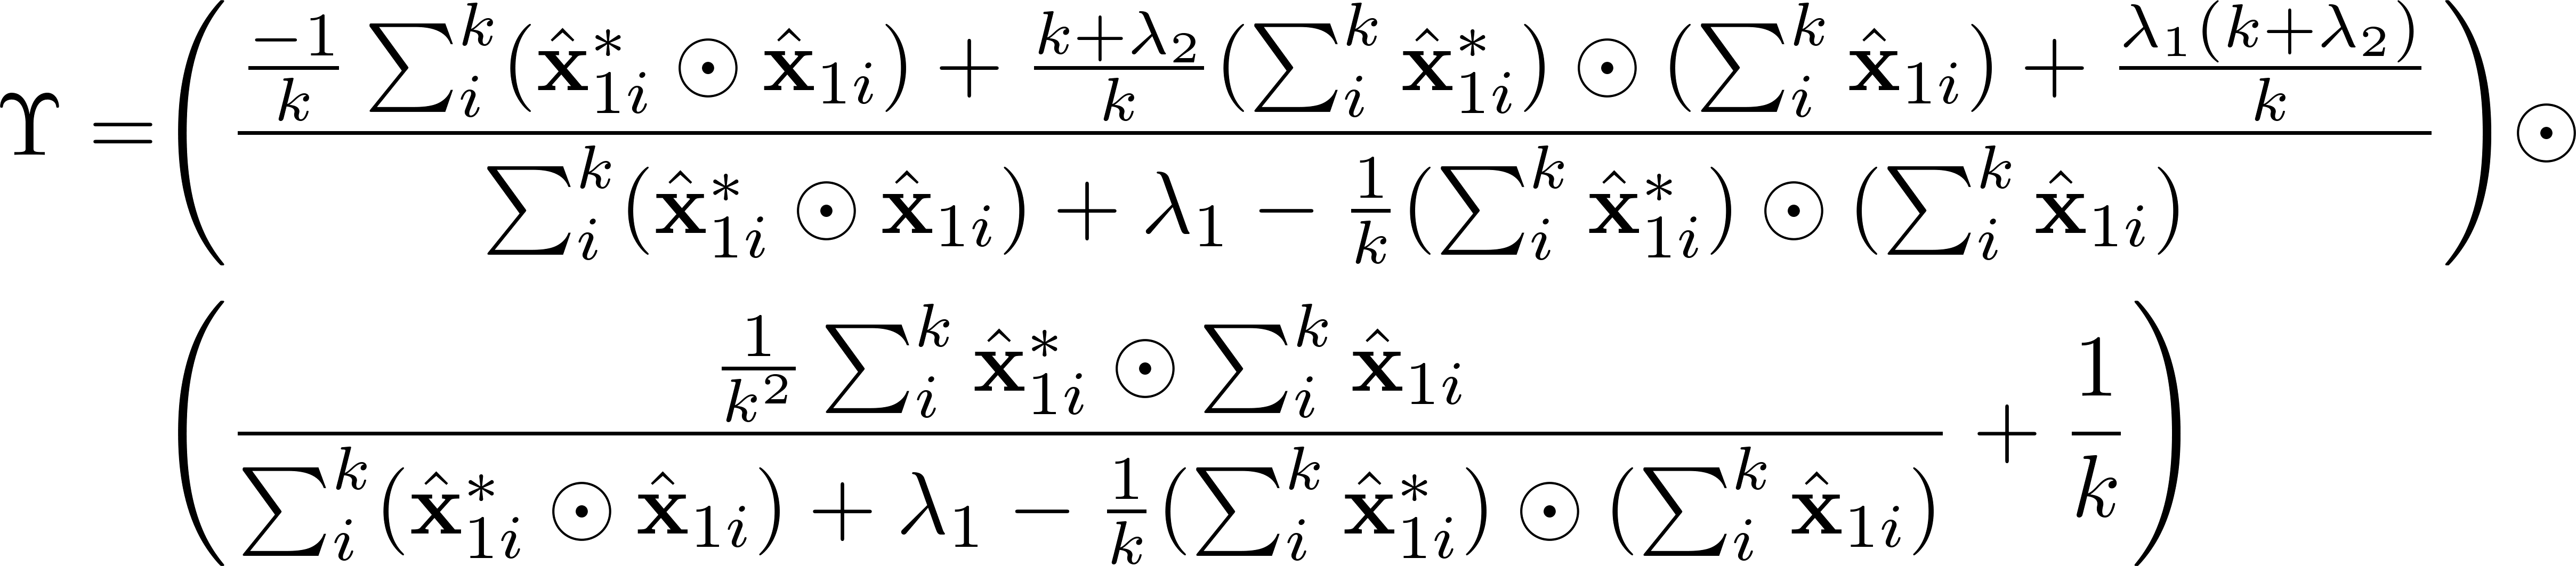 \Upsilon = \left( \frac{\frac{-1}{k} \sum_i^k (\hat{\mathbf{x}}_{1i}^* \odot \hat{\mathbf{x}}_{1i}) + \frac{k+\lambda_2}{k} (\sum_i^k \hat{\mathbf{x}}_{1i}^*) \odot (\sum_i^k \hat{\mathbf{x}}_{1i}) + \frac{\lambda_1(k+\lambda_2)}{k}}{\sum_i^k (\hat{\mathbf{x}}_{1i}^* \odot \hat{\mathbf{x}}_{1i}) + \lambda_1 - \frac{1}{k} (\sum_i^k \hat{\mathbf{x}}_{1i}^*) \odot (\sum_i^k \hat{\mathbf{x}}_{1i})} \right) \odot
\left( \frac{\frac{1}{k^2} \sum_i^k \hat{\mathbf{x}}_{1i}^* \odot \sum_i^k \hat{\mathbf{x}}_{1i}}{\sum_i^k (\hat{\mathbf{x}}_{1i}^* \odot \hat{\mathbf{x}}_{1i}) + \lambda_1 - \frac{1}{k} (\sum_i^k \hat{\mathbf{x}}_{1i}^*) \odot (\sum_i^k \hat{\mathbf{x}}_{1i})} + \frac{1}{k} \right)